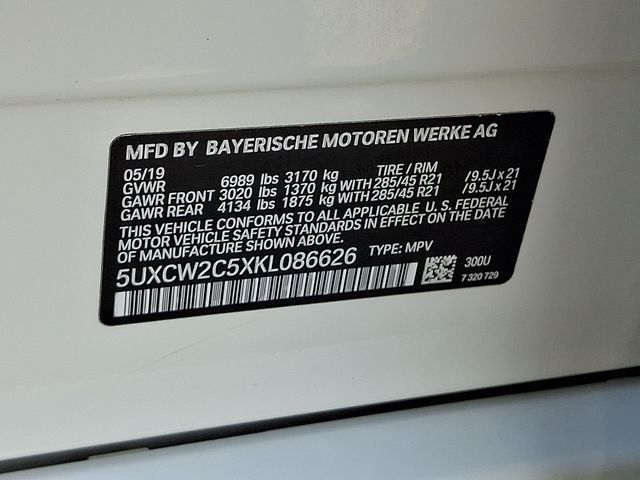 MFD BY BAYERISCHE MOTOREN WERKE AG
05/19 TIRE / RIM
GVWR 6989 lbs 3170 kg
GAWR FRONT 3020 lbs 1370 kg WITH 285/45 R21 /9.5J x 21
GAWR REAR 4134 lbs 1875 kg WITH 285/45 R21 /9.5J x 21
THIS VEHICLE CONFORMS TO ALL APPLICABLE U. S. FEDERAL
MOTOR VEHICLE SAFETY STANDARDS IN EFFECT ON THE DATE
OF MANUFACTURE SHOWN ABOVE.
5UXCW2C5XKL086626 TYPE: MPV
300U
7 320 729